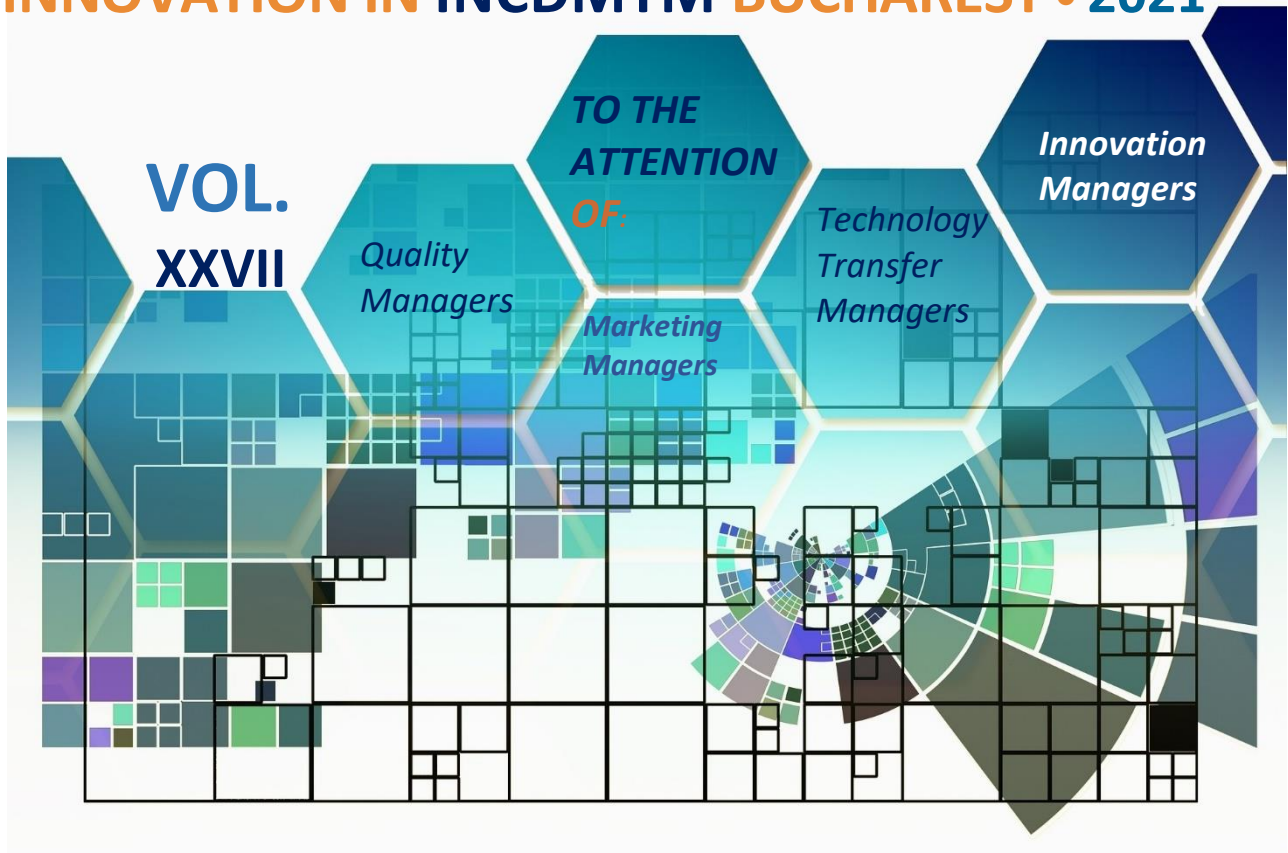 INNOVATION IN INCDMTM BUCHAREST • 2021
TO THE
ATTENTION
OF:
Innovation
Managers
VOL.
XXVII
Quality
Managers
Technology
Transfer
Managers
Marketing
Managers